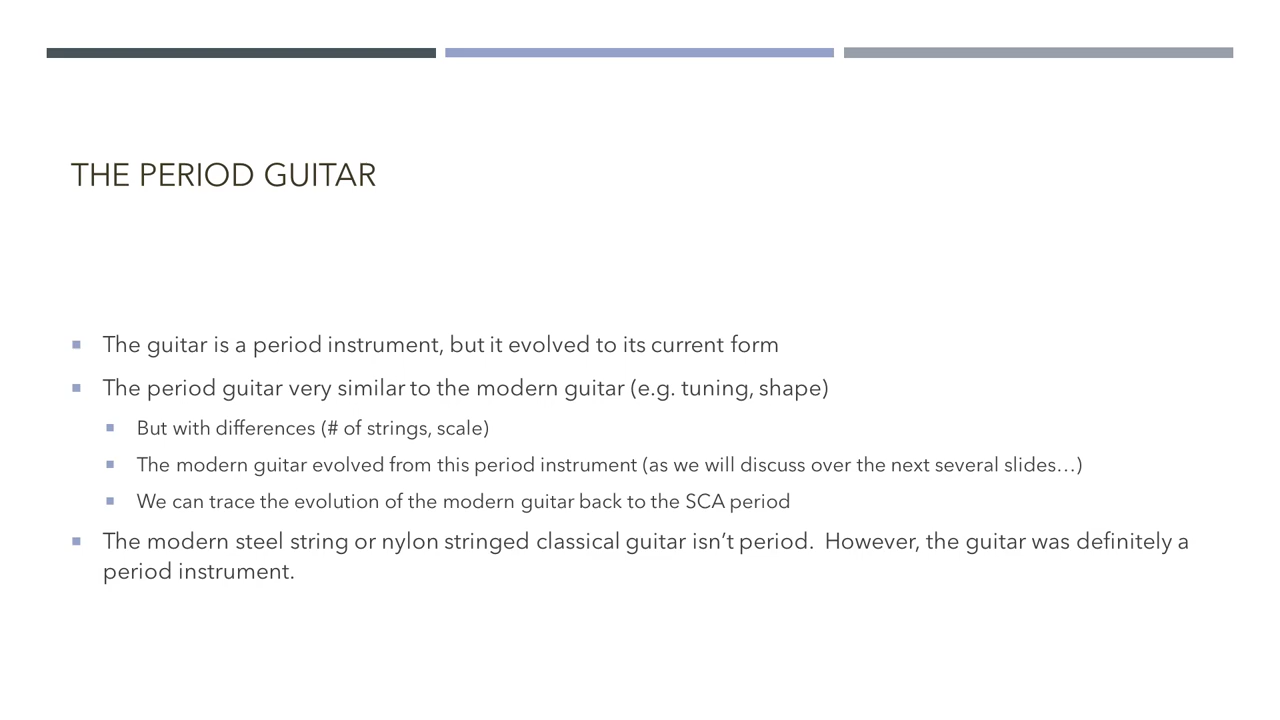 THE PERIOD GUITAR
The guitar is a period instrument, but it evolved to its current form
The period guitar very similar to the modern guitar (e.g. tuning, shape)
But with differences (# of strings, scale)
The modern guitar evolved from this period instrument (as we will discuss over the next several slides…)
We can trace the evolution of the modern guitar back to the SCA period
The modern steel string or nylon stringed classical guitar isn’t period.  However, the guitar was definitely a
period instrument.